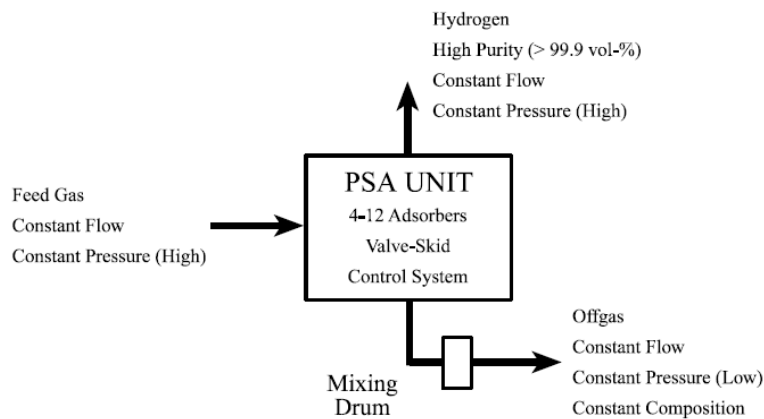 Hydrogen
High Purity (> 99.9 vol-%)
Constant Flow
Constant Pressure (High)
Feed Gas
Constant Flow
Constant Pressure (High)
PSA UNIT
4-12 Adsorbers
Valve-Skid
Control System
Mixing
Drum
Offgas
Constant Flow
Constant Pressure (Low)
Constant Composition